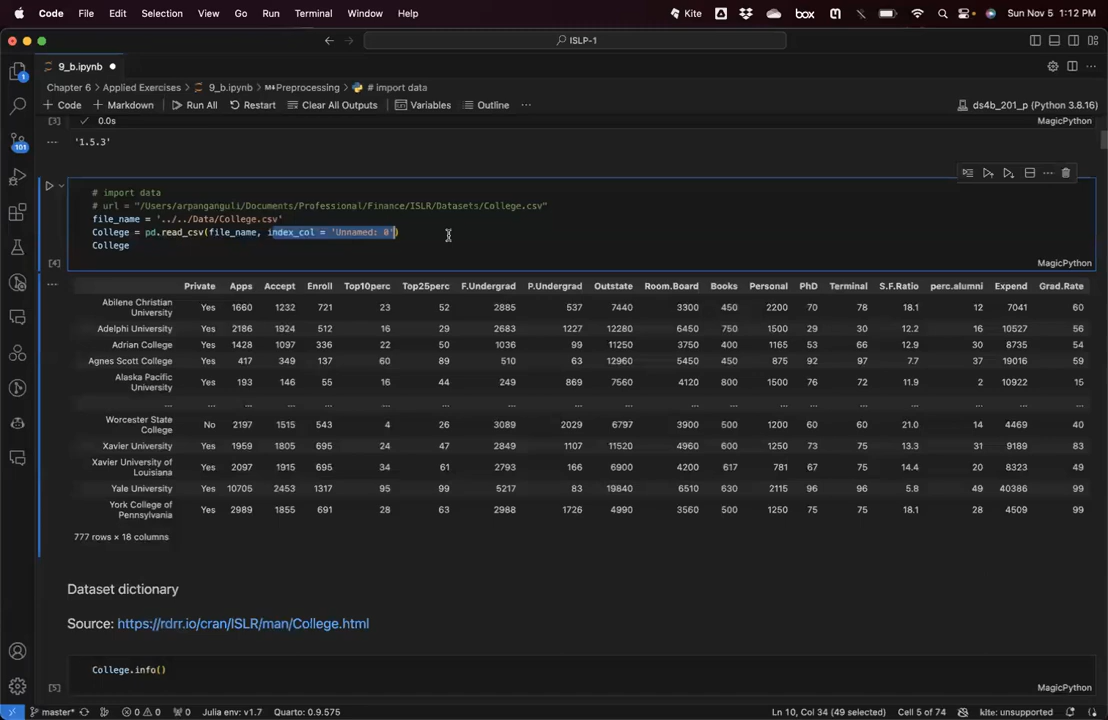 Code File Edit Selection View Go Run Terminal Window Help Kite box Sun Nov 5 1:12 PM
ISLP-1
9_b.ipynb
Chapter 6 > Applied Exercises > 9_b.ipynb > Preprocessing > # import data
+ Code + Markdown Run All Restart Clear All Outputs Variables Outline ... ds4b_201_p (Python 3.8.16)
[3] 0.0s MagicPython
... '1.5.3'
# import data
# url = "/Users/arpanganguli/Documents/Professional/Finance/ISLR/Datasets/College.csv"
file_name = '../../Data/College.csv'
College = pd.read_csv(file_name, index_col = 'Unnamed: 0')
College
[4] MagicPython
... Private Apps Accept Enroll Top10perc Top25perc F.Undergrad P.Undergrad Outstate Room.Board Books Personal PhD Terminal S.F.Ratio perc.alumni Expend Grad.Rate
Abilene Christian University Yes 1660 1232 721 23 52 2885 537 7440 3300 450 2200 70 78 18.1 12 7041 60
Adelphi University Yes 2186 1924 512 16 29 2683 1227 12280 6450 750 1500 29 30 12.2 16 10527 56
Adrian College Yes 1428 1097 336 22 50 1036 99 11250 3750 400 1165 53 66 12.9 30 8735 54
Agnes Scott College Yes 417 349 137 60 89 510 63 12960 5450 450 875 92 97 7.7 37 19016 59
Alaska Pacific University Yes 193 146 55 16 44 249 869 7560 4120 800 1500 76 72 11.9 2 10922 15
... ... ... ... ... ... ... ... ... ... ... ... ... ... ... ... ... ... ...
Worcester State College No 2197 1515 543 4 26 3089 2029 6797 3900 500 1200 60 60 21.0 14 4469 40
Xavier University Yes 1959 1805 695 24 47 2849 1107 11520 4960 600 1250 73 75 13.3 31 9189 83
Xavier University of Louisiana Yes 2097 1915 695 34 61 2793 166 6900 4200 617 781 67 75 14.4 20 8323 49
Yale University Yes 10705 2453 1317 95 99 5217 83 19840 6510 630 2115 96 96 5.8 49 40386 99
York College of Pennsylvania Yes 2989 1855 691 28 63 2988 1726 4990 3560 500 1250 75 75 18.1 28 4509 99
777 rows × 18 columns
Dataset dictionary
Source: https://rdrr.io/cran/ISLR/man/College.html
College.info()
[5] MagicPython
master* 0 0 0 Julia env: v1.7 Quarto: 0.9.575 Ln 10, Col 34 (49 selected) Cell 5 of 74 kite: unsupported
1
101